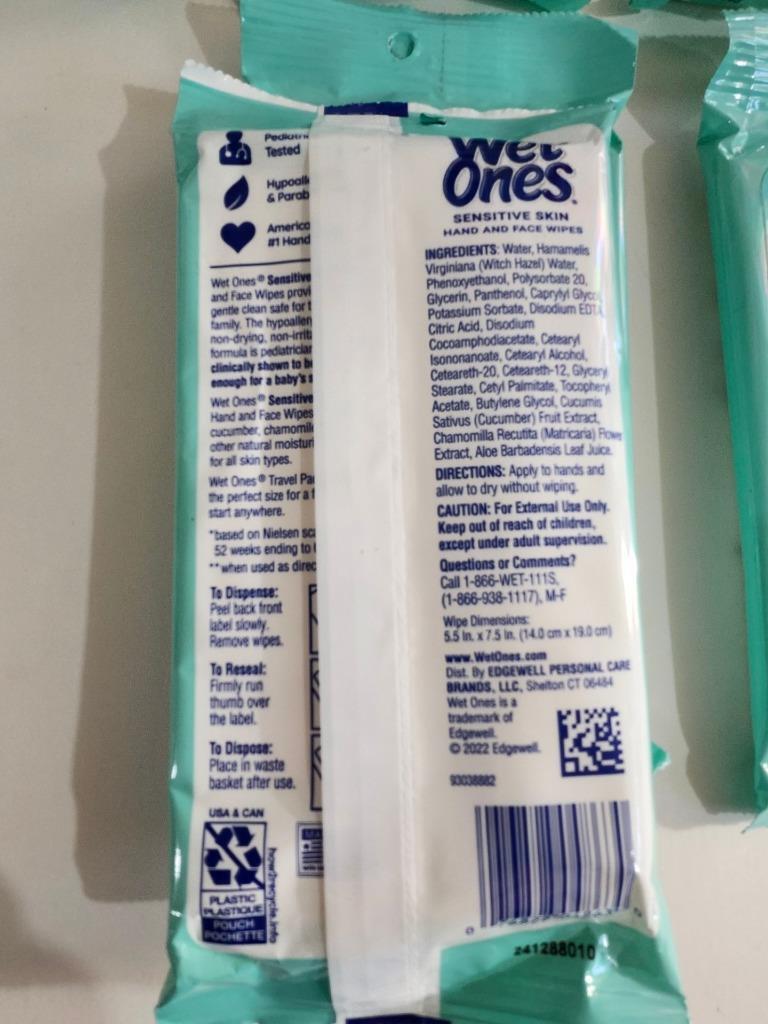 Tested
& Parab
#1 Hand
Wet Ones® Sensitive
and Face Wipes provi
gentle clean safe for
family. The hypoaller
non-drying, non-irrit
formula is pediatrician
clinically shown to be
enough for a baby's s
Wet Ones® Sensitive
Hand and Face Wipes
cucumber, chamomile
other natural moisturi
for all skin types.
Wet Ones® Travel Pa
the perfect size for a
start anywhere.
*based on Nielsen sc
52 weeks ending to
**when used as direc
To Dispense:
Peel back front
label slowly.
Remove wipes.
To Reseal:
Firmly run
thumb over
the label.
To Dispose:
Place in waste
basket after use.
USA & CAN
how2recycle.info
PLASTIC
PLASTIQUE
POUCH
POCHETTE
Wet
Ones®
SENSITIVE SKIN
HAND AND FACE WIPES
INGREDIENTS: Water, Hamamelis
Virginiana (Witch Hazel) Water,
Phenoxyethanol, Polysorbate 20,
Glycerin, Panthenol, Caprylyl Glycol
Potassium Sorbate, Disodium EDTA,
Citric Acid, Disodium
Cocoamphodiacetate, Cetearyl
Isononanoate, Cetearyl Alcohol,
Ceteareth-20, Ceteareth-12, Glyceryl
Stearate, Cetyl Palmitate, Tocopheryl
Acetate, Butylene Glycol, Cucumis
Sativus (Cucumber) Fruit Extract,
Chamomilla Recutita (Matricaria) Flower
Extract, Aloe Barbadensis Leaf Juice.
DIRECTIONS: Apply to hands and
allow to dry without wiping.
CAUTION: For External Use Only.
Keep out of reach of children,
except under adult supervision.
Questions or Comments?
Call 1-866-WET-111S,
(1-866-938-1117), M-F
Wipe Dimensions:
5.5 in. x 7.5 in. (14.0 cm x 19.0 cm)
www.WetOnes.com
Dist. By EDGEWELL PERSONAL CARE
BRANDS, LLC, Shelton CT 06484
Wet Ones is a
trademark of
Edgewell.
© 2022 Edgewell.
93038882
241288010